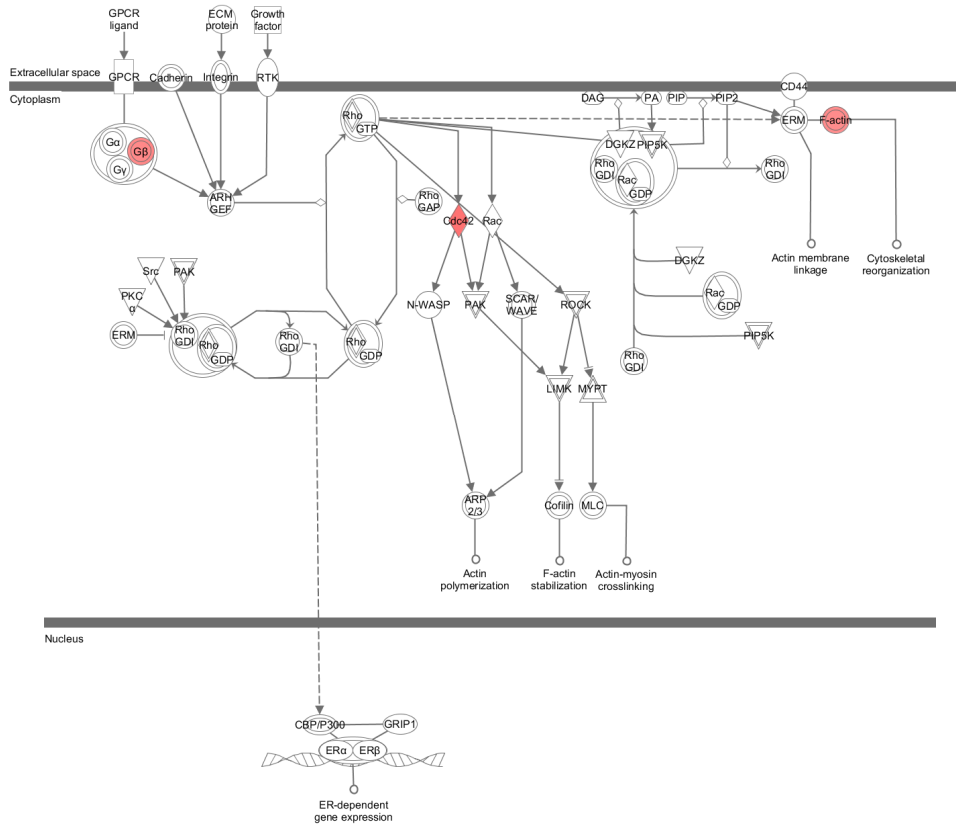 GPCR
ligand
ECM
protein
Growth
factor
Extracellular space
GPCR
Cadherin
Integrin
RTK
CD44
Cytoplasm
DAG
PA
PIP
PIP2
Rho
GTP
ERM
F-actin
Gα
Gβ
Gγ
DGKZ
PIP5K
Rho
GDI
Rac
GDP
Rho
GDI
ARH
GEF
Rho
GAP
Cdc42
Rac
Actin membrane
linkage
Cytoskeletal
reorganization
Src
PAK
DGKZ
PKC
α
N-WASP
PAK
SCAR/
WAVE
ROCK
Rac
GDP
ERM
Rho
GDI
Rho
GDP
Rho
GDI
Rho
GDP
PIP5K
Rho
GDI
LIMK
MYPT
ARP
2/3
Cofilin
MLC
Actin
polymerization
F-actin
stabilization
Actin-myosin
crosslinking
Nucleus
CBP/P300
GRIP1
ERα
ERβ
ER-dependent
gene expression